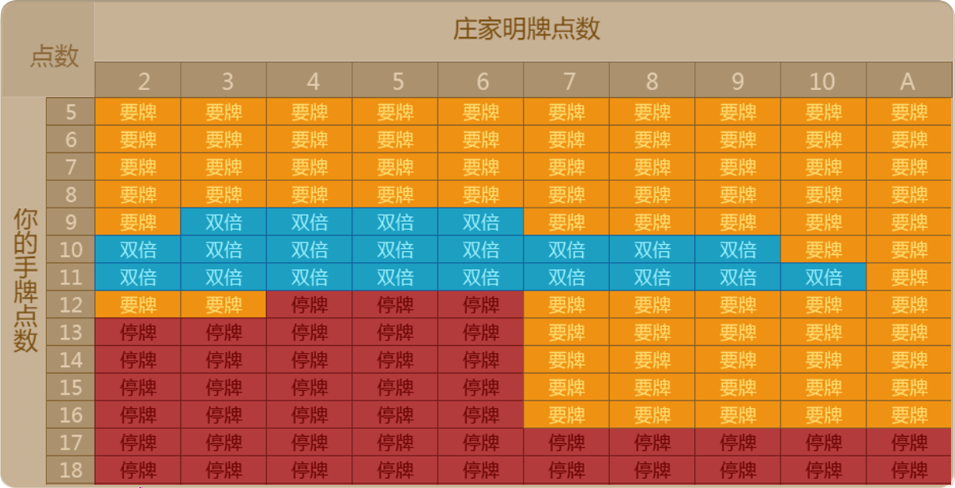 庄家明牌点数
点数
2 3 4 5 6 7 8 9 10 A
你的手牌点数
5 要牌 要牌 要牌 要牌 要牌 要牌 要牌 要牌 要牌 要牌
6 要牌 要牌 要牌 要牌 要牌 要牌 要牌 要牌 要牌 要牌
7 要牌 要牌 要牌 要牌 要牌 要牌 要牌 要牌 要牌 要牌
8 要牌 要牌 要牌 要牌 要牌 要牌 要牌 要牌 要牌 要牌
9 要牌 双倍 双倍 双倍 双倍 要牌 要牌 要牌 要牌 要牌
10 双倍 双倍 双倍 双倍 双倍 双倍 双倍 双倍 要牌 要牌
11 双倍 双倍 双倍 双倍 双倍 双倍 双倍 双倍 双倍 要牌
12 要牌 要牌 停牌 停牌 停牌 要牌 要牌 要牌 要牌 要牌
13 停牌 停牌 停牌 停牌 停牌 要牌 要牌 要牌 要牌 要牌
14 停牌 停牌 停牌 停牌 停牌 要牌 要牌 要牌 要牌 要牌
15 停牌 停牌 停牌 停牌 停牌 要牌 要牌 要牌 要牌 要牌
16 停牌 停牌 停牌 停牌 停牌 要牌 要牌 要牌 要牌 要牌
17 停牌 停牌 停牌 停牌 停牌 停牌 停牌 停牌 停牌 停牌
18 停牌 停牌 停牌 停牌 停牌 停牌 停牌 停牌 停牌 停牌